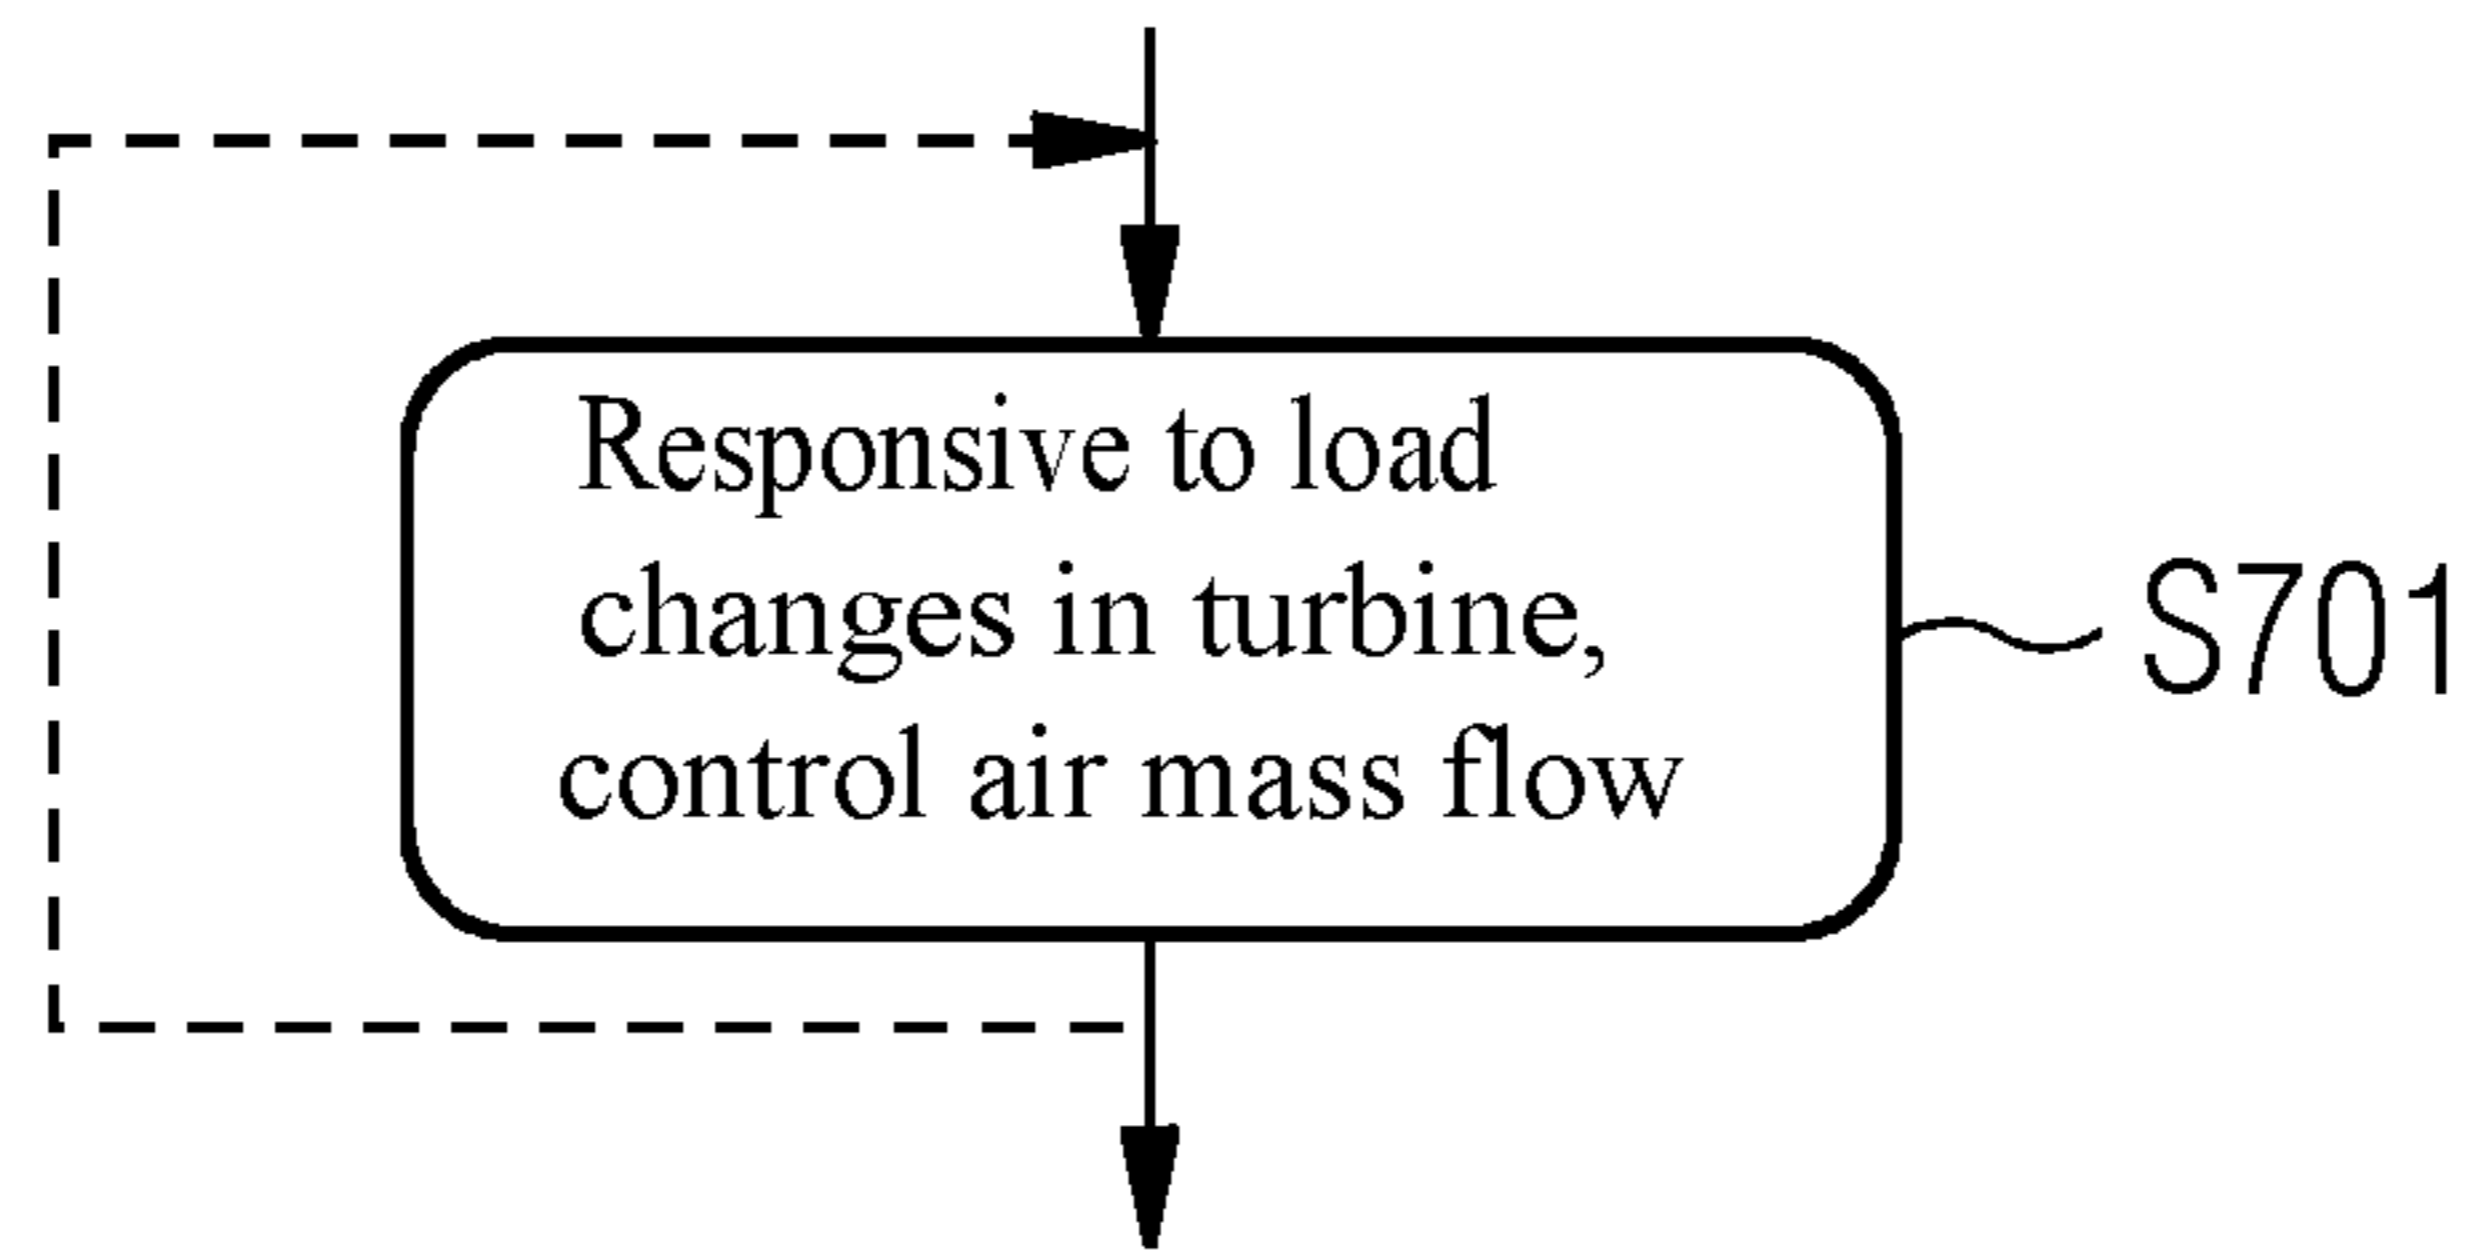 Responsive to load
changes in turbine,
control air mass flow
S701